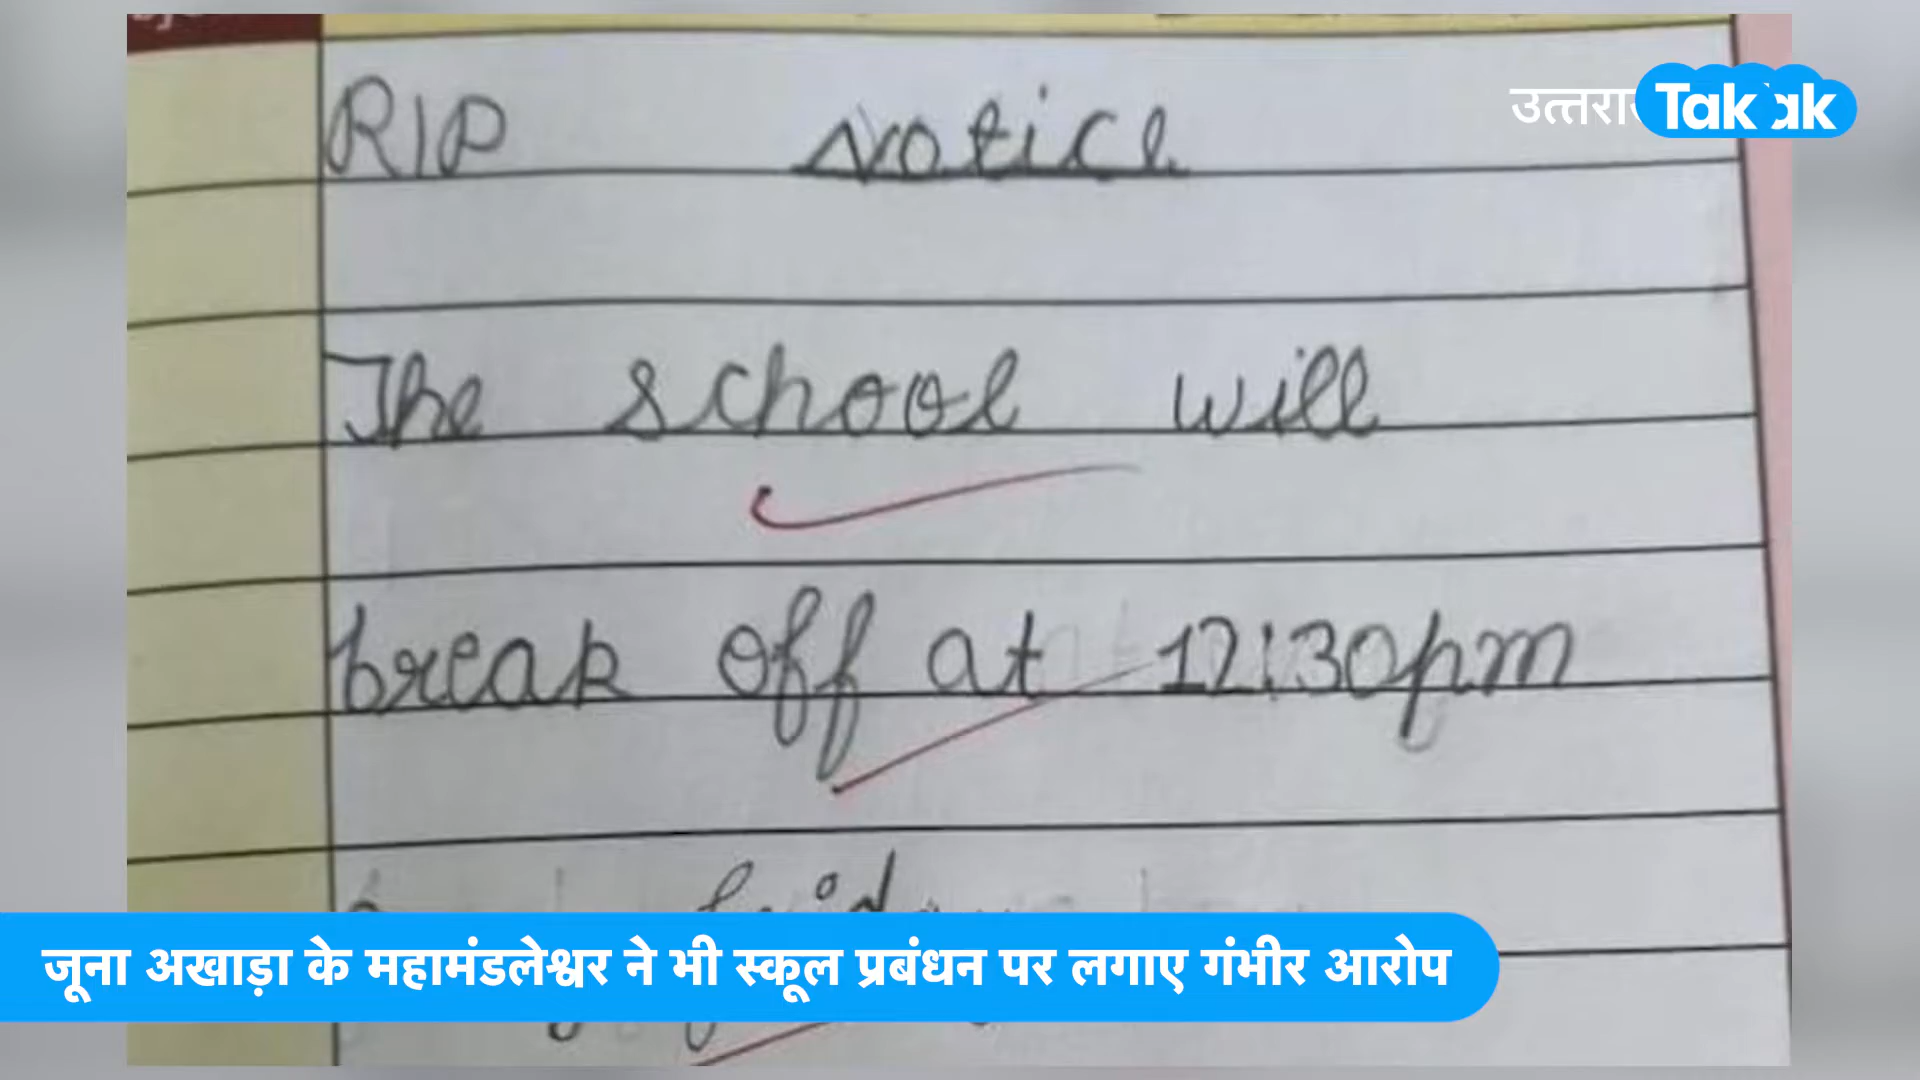 RIP Notice
उत्तरा Tak ak
The school will
break off at 12:30pm
जूना अखाड़ा के महामंडलेश्वर ने भी स्कूल प्रबंधन पर लगाए गंभीर आरोप